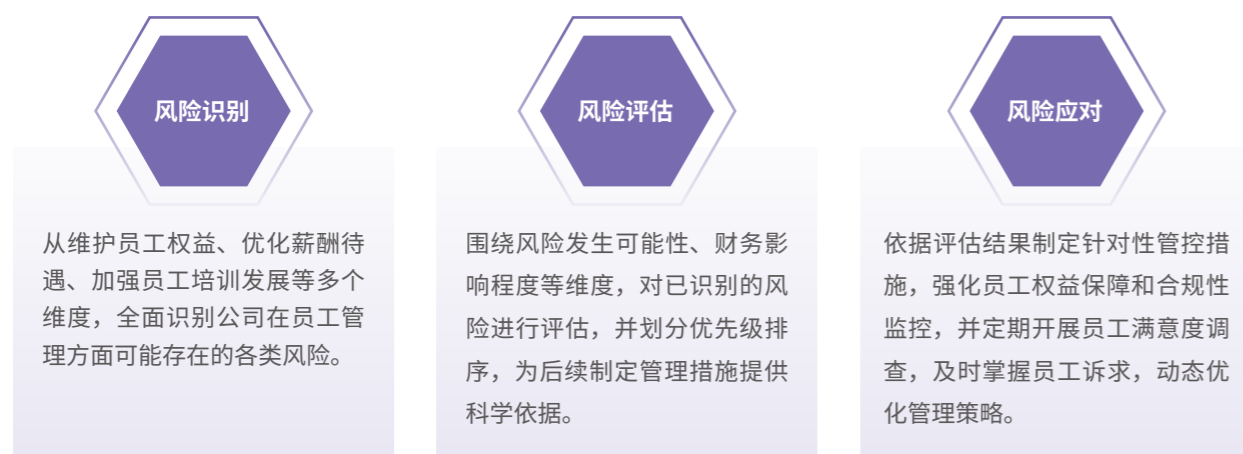 风险识别
从维护员工权益、优化薪酬待
遇、加强员工培训发展等多个
维度，全面识别公司在员工管
理方面可能存在的各类风险。
风险评估
围绕风险发生可能性、财务影
响程度等维度，对已识别的风
险进行评估，并划分优先级排
序，为后续制定管理措施提供
科学依据。
风险应对
依据评估结果制定针对性管控措
施，强化员工权益保障和合规性
监控，并定期开展员工满意度调
查，及时掌握员工诉求，动态优
化管理策略。